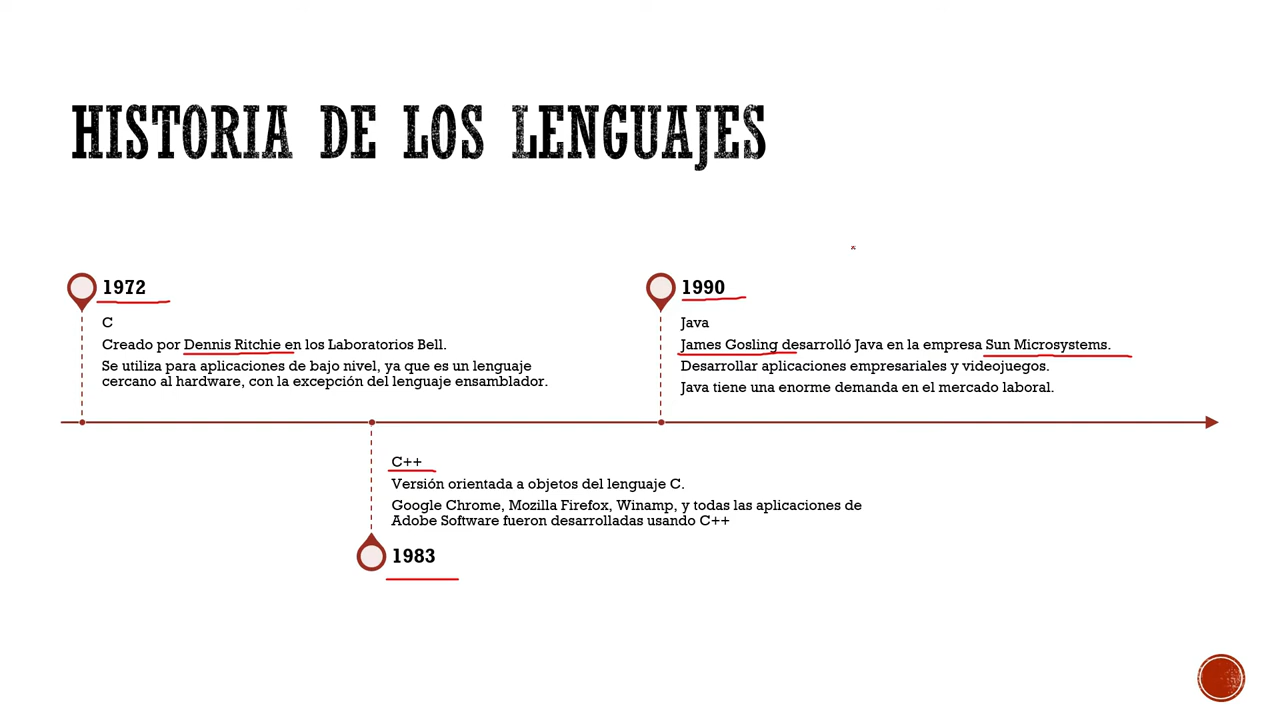 HISTORIA DE LOS LENGUAJES
1972
C
Creado por Dennis Ritchie en los Laboratorios Bell.
Se utiliza para aplicaciones de bajo nivel, ya que es un lenguaje
cercano al hardware, con la excepción del lenguaje ensamblador.
1990
Java
James Gosling desarrolló Java en la empresa Sun Microsystems.
Desarrollar aplicaciones empresariales y videojuegos.
Java tiene una enorme demanda en el mercado laboral.
C++
Versión orientada a objetos del lenguaje C.
Google Chrome, Mozilla Firefox, Winamp, y todas las aplicaciones de
Adobe Software fueron desarrolladas usando C++
1983